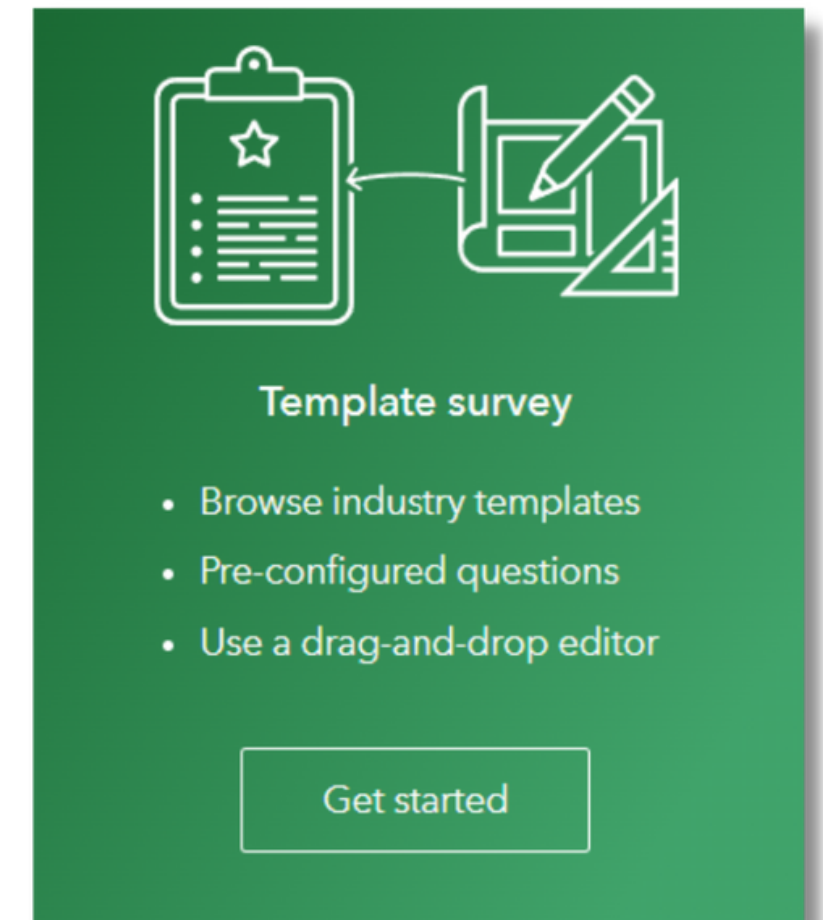 Template survey
• Browse industry templates
• Pre-configured questions
• Use a drag-and-drop editor
Get started